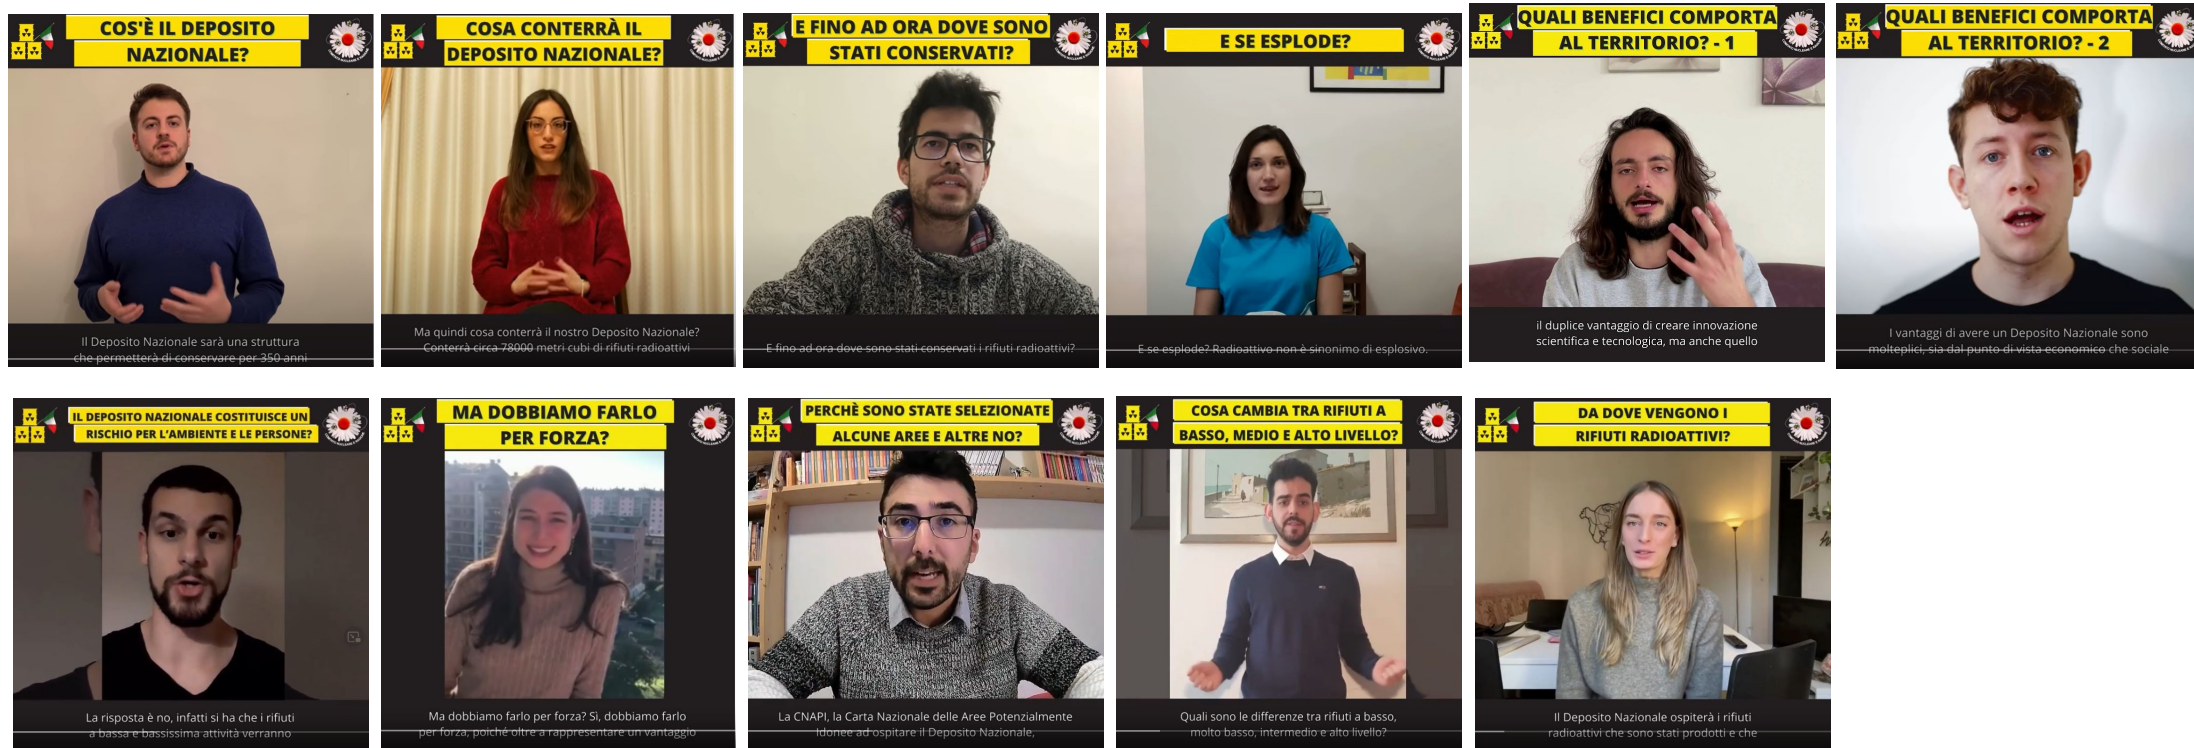 COS'È IL DEPOSITO
NAZIONALE?
Il Deposito Nazionale sarà una struttura
che permetterà di conservare per 350 anni
COSA CONTERRÀ IL
DEPOSITO NAZIONALE?
Ma quindi cosa conterrà il nostro Deposito Nazionale?
Conterrà circa 78000 metri cubi di rifiuti radioattivi
E FINO AD ORA DOVE SONO
STATI CONSERVATI?
E fino ad ora dove sono stati conservati i rifiuti radioattivi?
E SE ESPLODE?
E se esplode? Radioattivo non è sinonimo di esplosivo.
QUALI BENEFICI COMPORTA
AL TERRITORIO? - 1
il duplice vantaggio di creare innovazione
scientifica e tecnologica, ma anche quello
QUALI BENEFICI COMPORTA
AL TERRITORIO? - 2
I vantaggi di avere un Deposito Nazionale sono
molteplici, sia dal punto di vista economico che sociale
IL DEPOSITO NAZIONALE COSTITUISCE UN
RISCHIO PER L'AMBIENTE E LE PERSONE?
La risposta è no, infatti si ha che i rifiuti
a bassa e bassissima attività verranno
MA DOBBIAMO FARLO
PER FORZA?
Ma dobbiamo farlo per forza? Sì, dobbiamo farlo
per forza, poiché oltre a rappresentare un vantaggio
PERCHÈ SONO STATE SELEZIONATE
ALCUNE AREE E ALTRE NO?
La CNAPI, la Carta Nazionale delle Aree Potenzialmente
Idonee ad ospitare il Deposito Nazionale,
COSA CAMBIA TRA RIFIUTI A
BASSO, MEDIO E ALTO LIVELLO?
Quali sono le differenze tra rifiuti a basso,
molto basso, intermedio e alto livello?
DA DOVE VENGONO I
RIFIUTI RADIOATTIVI?
Il Deposito Nazionale ospiterà i rifiuti
radioattivi che sono stati prodotti e che